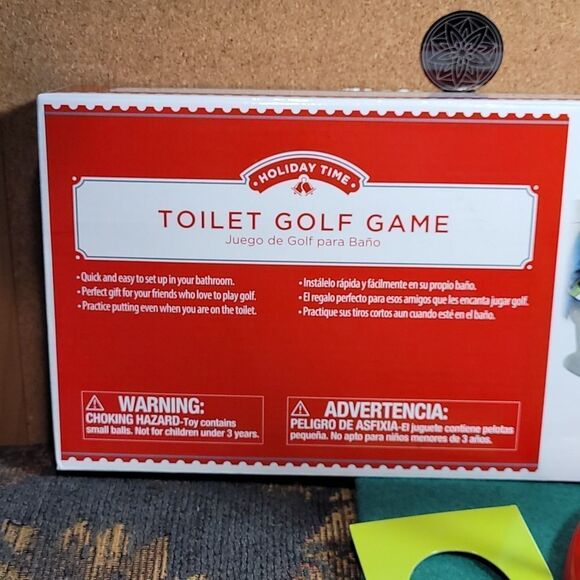 HOLIDAY TIME
TOILET GOLF GAME
Juego de Golf para Baño
• Quick and easy to set up in your bathroom.
• Perfect gift for your friends who love to play golf.
• Practice putting even when you are on the toilet.
• Instálelo rápida y fácilmente en su propio baño.
• El regalo perfecto para esos amigos que les encanta jugar golf.
• Practique sus tiros cortos aun cuando esté en el baño.
WARNING:
CHOKING HAZARD-Toy contains
small balls. Not for children under 3 years.
ADVERTENCIA:
PELIGRO DE ASFIXIA-El juguete contiene pelotas
pequeña. No apto para niños menores de 3 años.